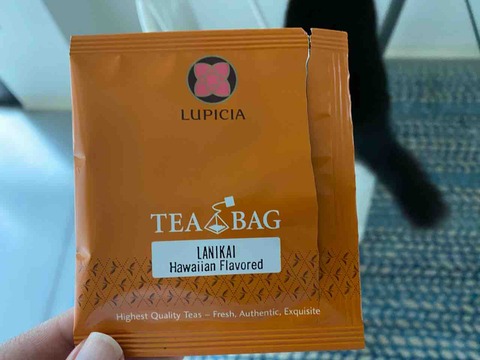 LUPICIA
TEA BAG
LANIKAI
Hawaiian Flavored
Highest Quality Teas ~ Fresh, Authentic, Exquisite